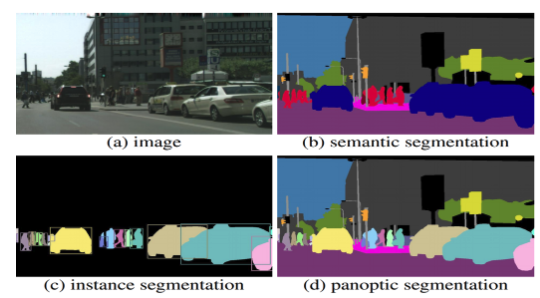 (a) image
(b) semantic segmentation
(c) instance segmentation
(d) panoptic segmentation